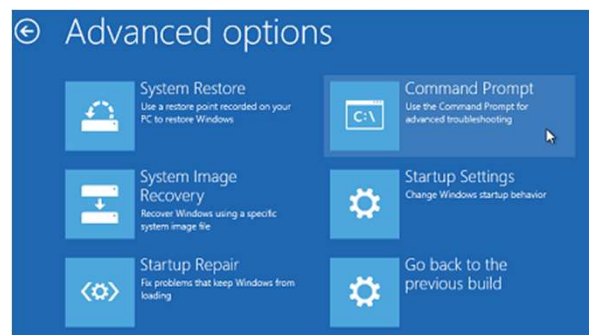 Advanced options
System Restore
Use a restore point recorded on your
PC to restore Windows
Command Prompt
Use the Command Prompt for
advanced troubleshooting
C:\
System Image
Recovery
Recover Windows using a specific
system image file
Startup Settings
Change Windows startup behavior
Startup Repair
Fix problems that keep Windows from
loading
Go back to the
previous build